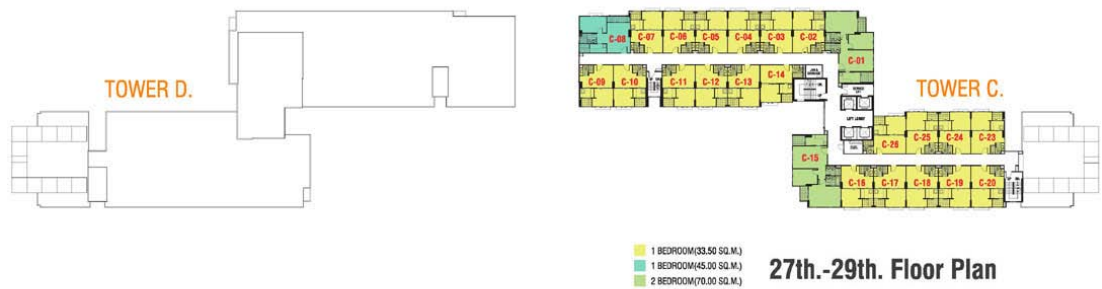 TOWER D.
TOWER C.
C-08
C-07
C-06
C-05
C-04
C-03
C-02
C-01
C-09
C-10
C-11
C-12
C-13
C-14
LIFT LOBBY
C-15
C-26
C-25
C-24
C-23
C-16
C-17
C-18
C-19
C-20
1 BEDROOM(33.50 SQ.M.)
1 BEDROOM(45.00 SQ.M.)
2 BEDROOM(70.00 SQ.M.)
27th.-29th. Floor Plan